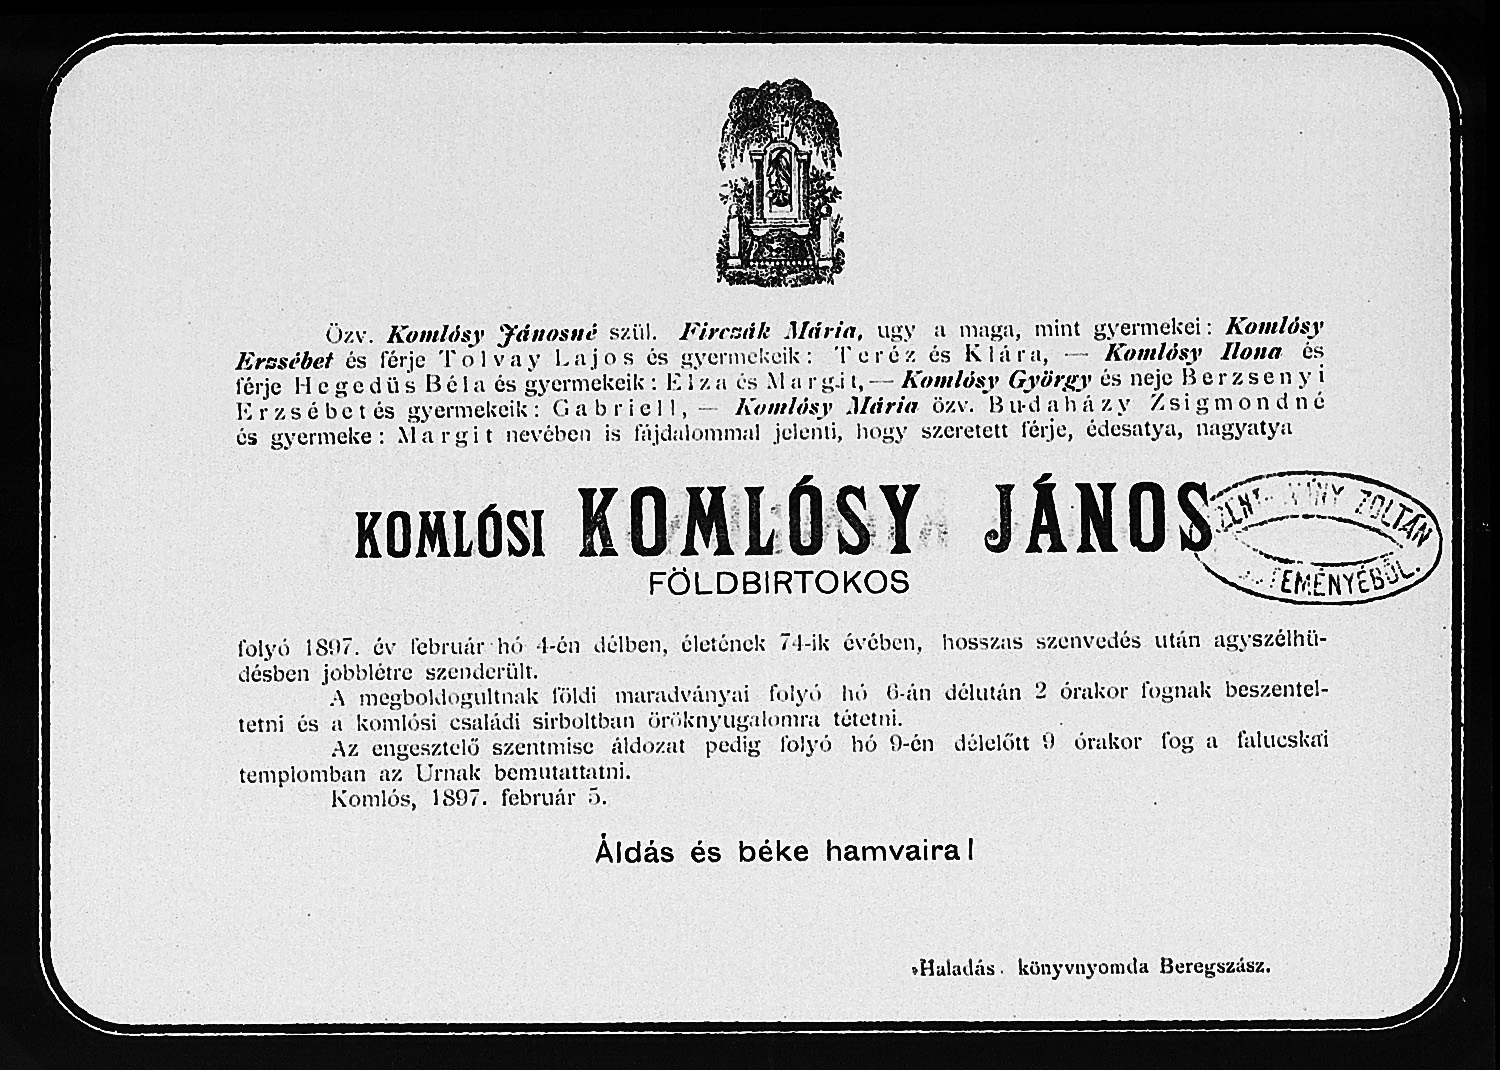 Özv. Komlósy Jánosné szül. Firczák Mária, ugy a maga, mint gyermekei: Komlósy
Erzsébet és férje Tolvay Lajos és gyermekeik: Teréz és Klára, — Komlósy Ilona és
férje Hegedüs Béla és gyermekeik: Elza és Margit, — Komlósy György és neje Berzsenyi
Erzsébet és gyermekeik: Gabriell, — Komlósy Mária özv. Budaházy Zsigmondné
és gyermeke: Margit nevében is fájdalommal jelenti, hogy szeretett férje, édesatya, nagyatya
KOMLÓSI KOMLÓSY JÁNOS
FÖLDBIRTOKOS
ZOLTÁN
folyó 1897. év február hó 4-én délben, életének 74-ik évében, hosszas szenvedés után agyszélhü-
désben jobblétre szenderült.
A megboldogultnak földi maradványai folyó hó 6-án délután 2 órakor fognak beszentel-
tetni és a komlósi családi sirboltban öröknyugalomra tétetni.
Az engesztelő szentmise áldozat pedig folyó hó 9-én délelőtt 9 órakor fog a falucskai
templomban az Urnak bemutattatni.
Komlós, 1897. február 5.
Áldás és béke hamvaira!
»Haladás· könyvnyomda Beregszász.